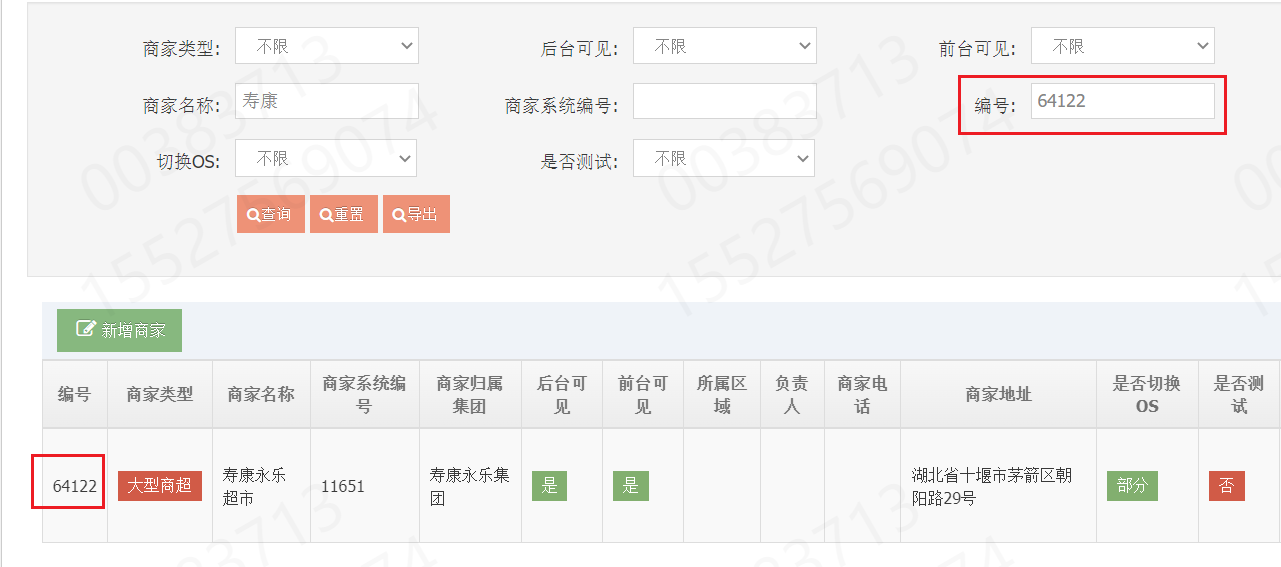 商家类型: 不限 后台可见: 不限 前台可见: 不限
商家名称: 寿康 商家系统编号: 编号: 64122
切换OS: 不限 是否测试: 不限
查询 重置 导出
新增商家
编号 商家类型 商家名称 商家系统编号 商家归属集团 后台可见 前台可见 所属区域 负责人 商家电话 商家地址 是否切换OS 是否测试
64122 大型商超 寿康永乐超市 11651 寿康永乐集团 是 是 湖北省十堰市茅箭区朝阳路29号 部分 否
00383713
15527569074
00383713
15527569074